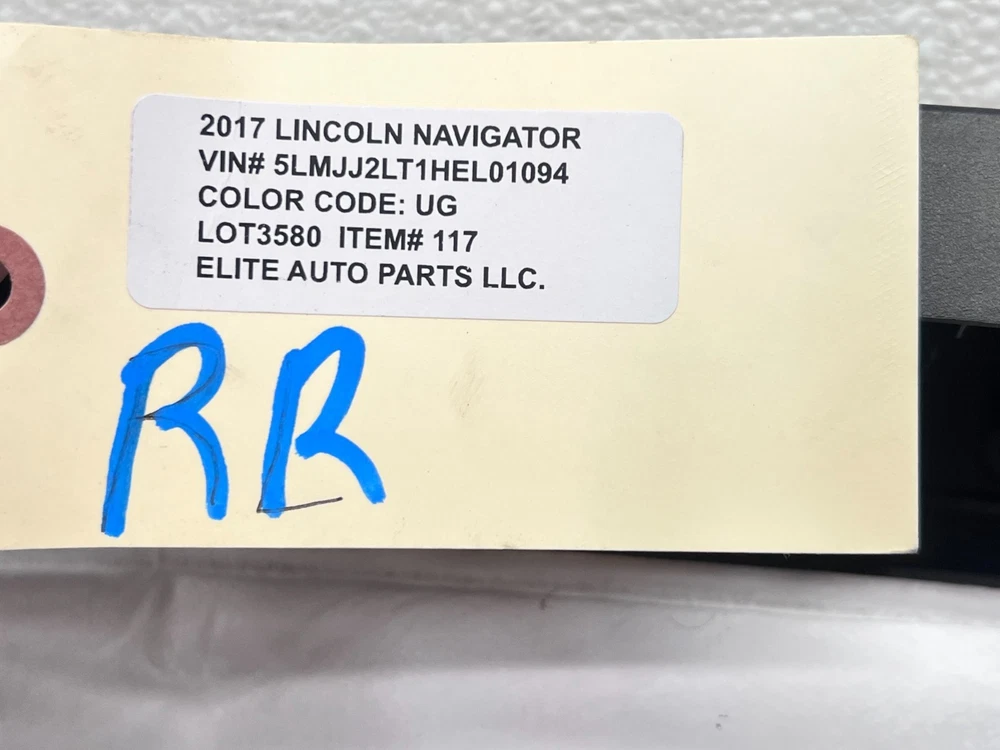 2017 LINCOLN NAVIGATOR
VIN# 5LMJJ2LT1HEL01094
COLOR CODE: UG
LOT3580 ITEM# 117
ELITE AUTO PARTS LLC.
RR